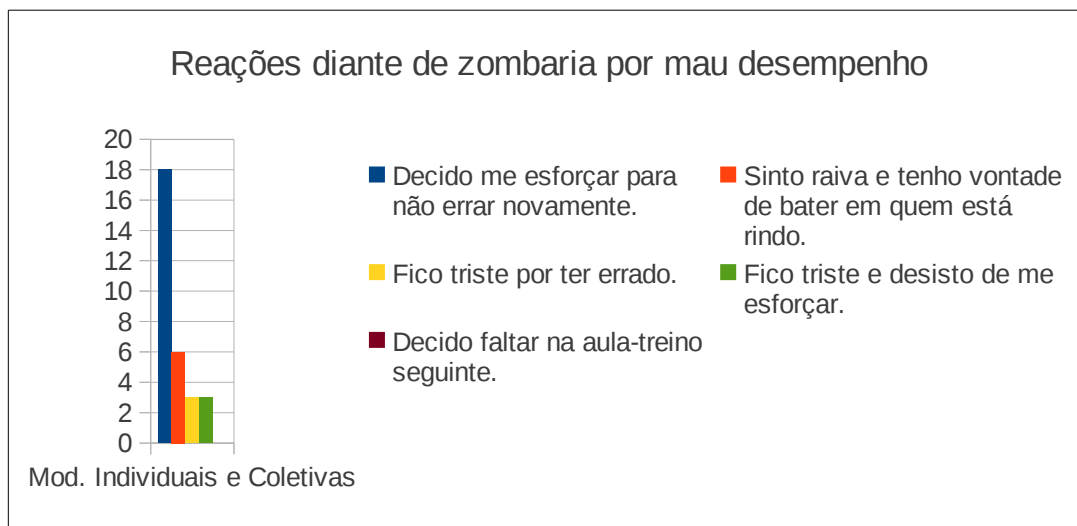 Reações diante de zombaria por mau desempenho
20
18
16
14
12
10
8
6
4
2
0
Mod. Individuais e Coletivas
Decido me esforçar para
não errar novamente.
Sinto raiva e tenho vontade
de bater em quem está
rindo.
Fico triste por ter errado.
Fico triste e desisto de me
esforçar.
Decido faltar na aula-treino
seguinte.